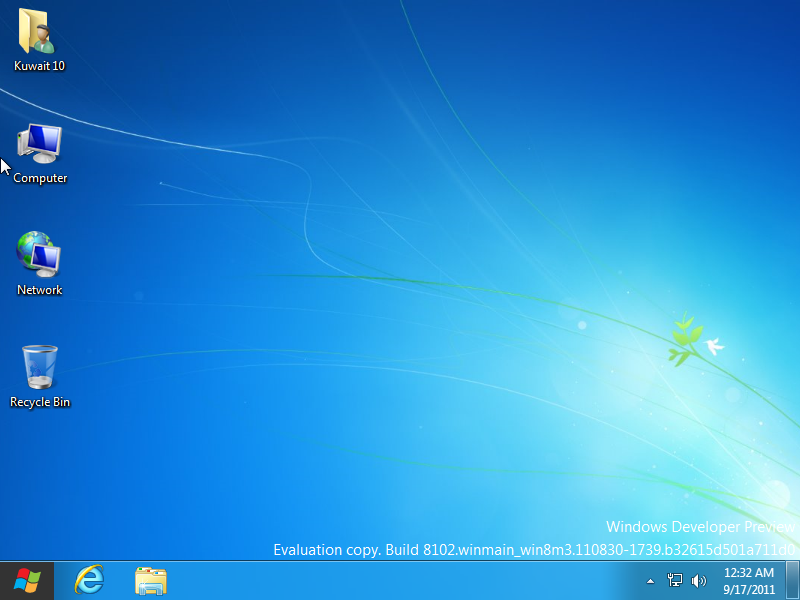 Kuwait 10
Computer
Network
Recycle Bin
Windows Developer Preview
Evaluation copy. Build 8102.winmain_win8m3.110830-1739.b32615d501a711d0
12:32 AM
9/17/2011